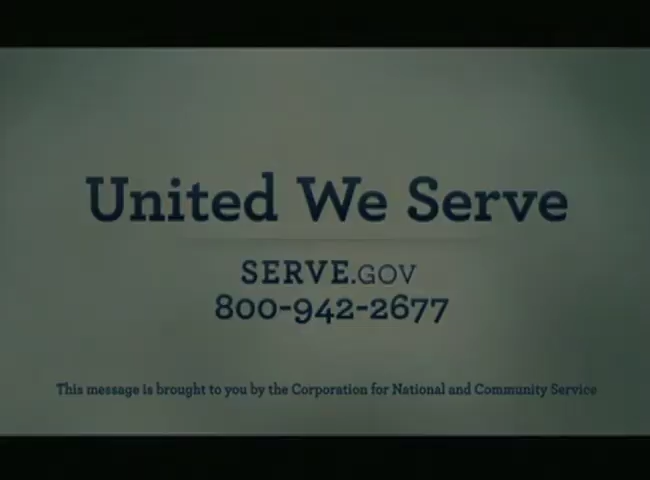 United We Serve
SERVE.GOV
800-942-2677
This message is brought to you by the Corporation for National and Community Service